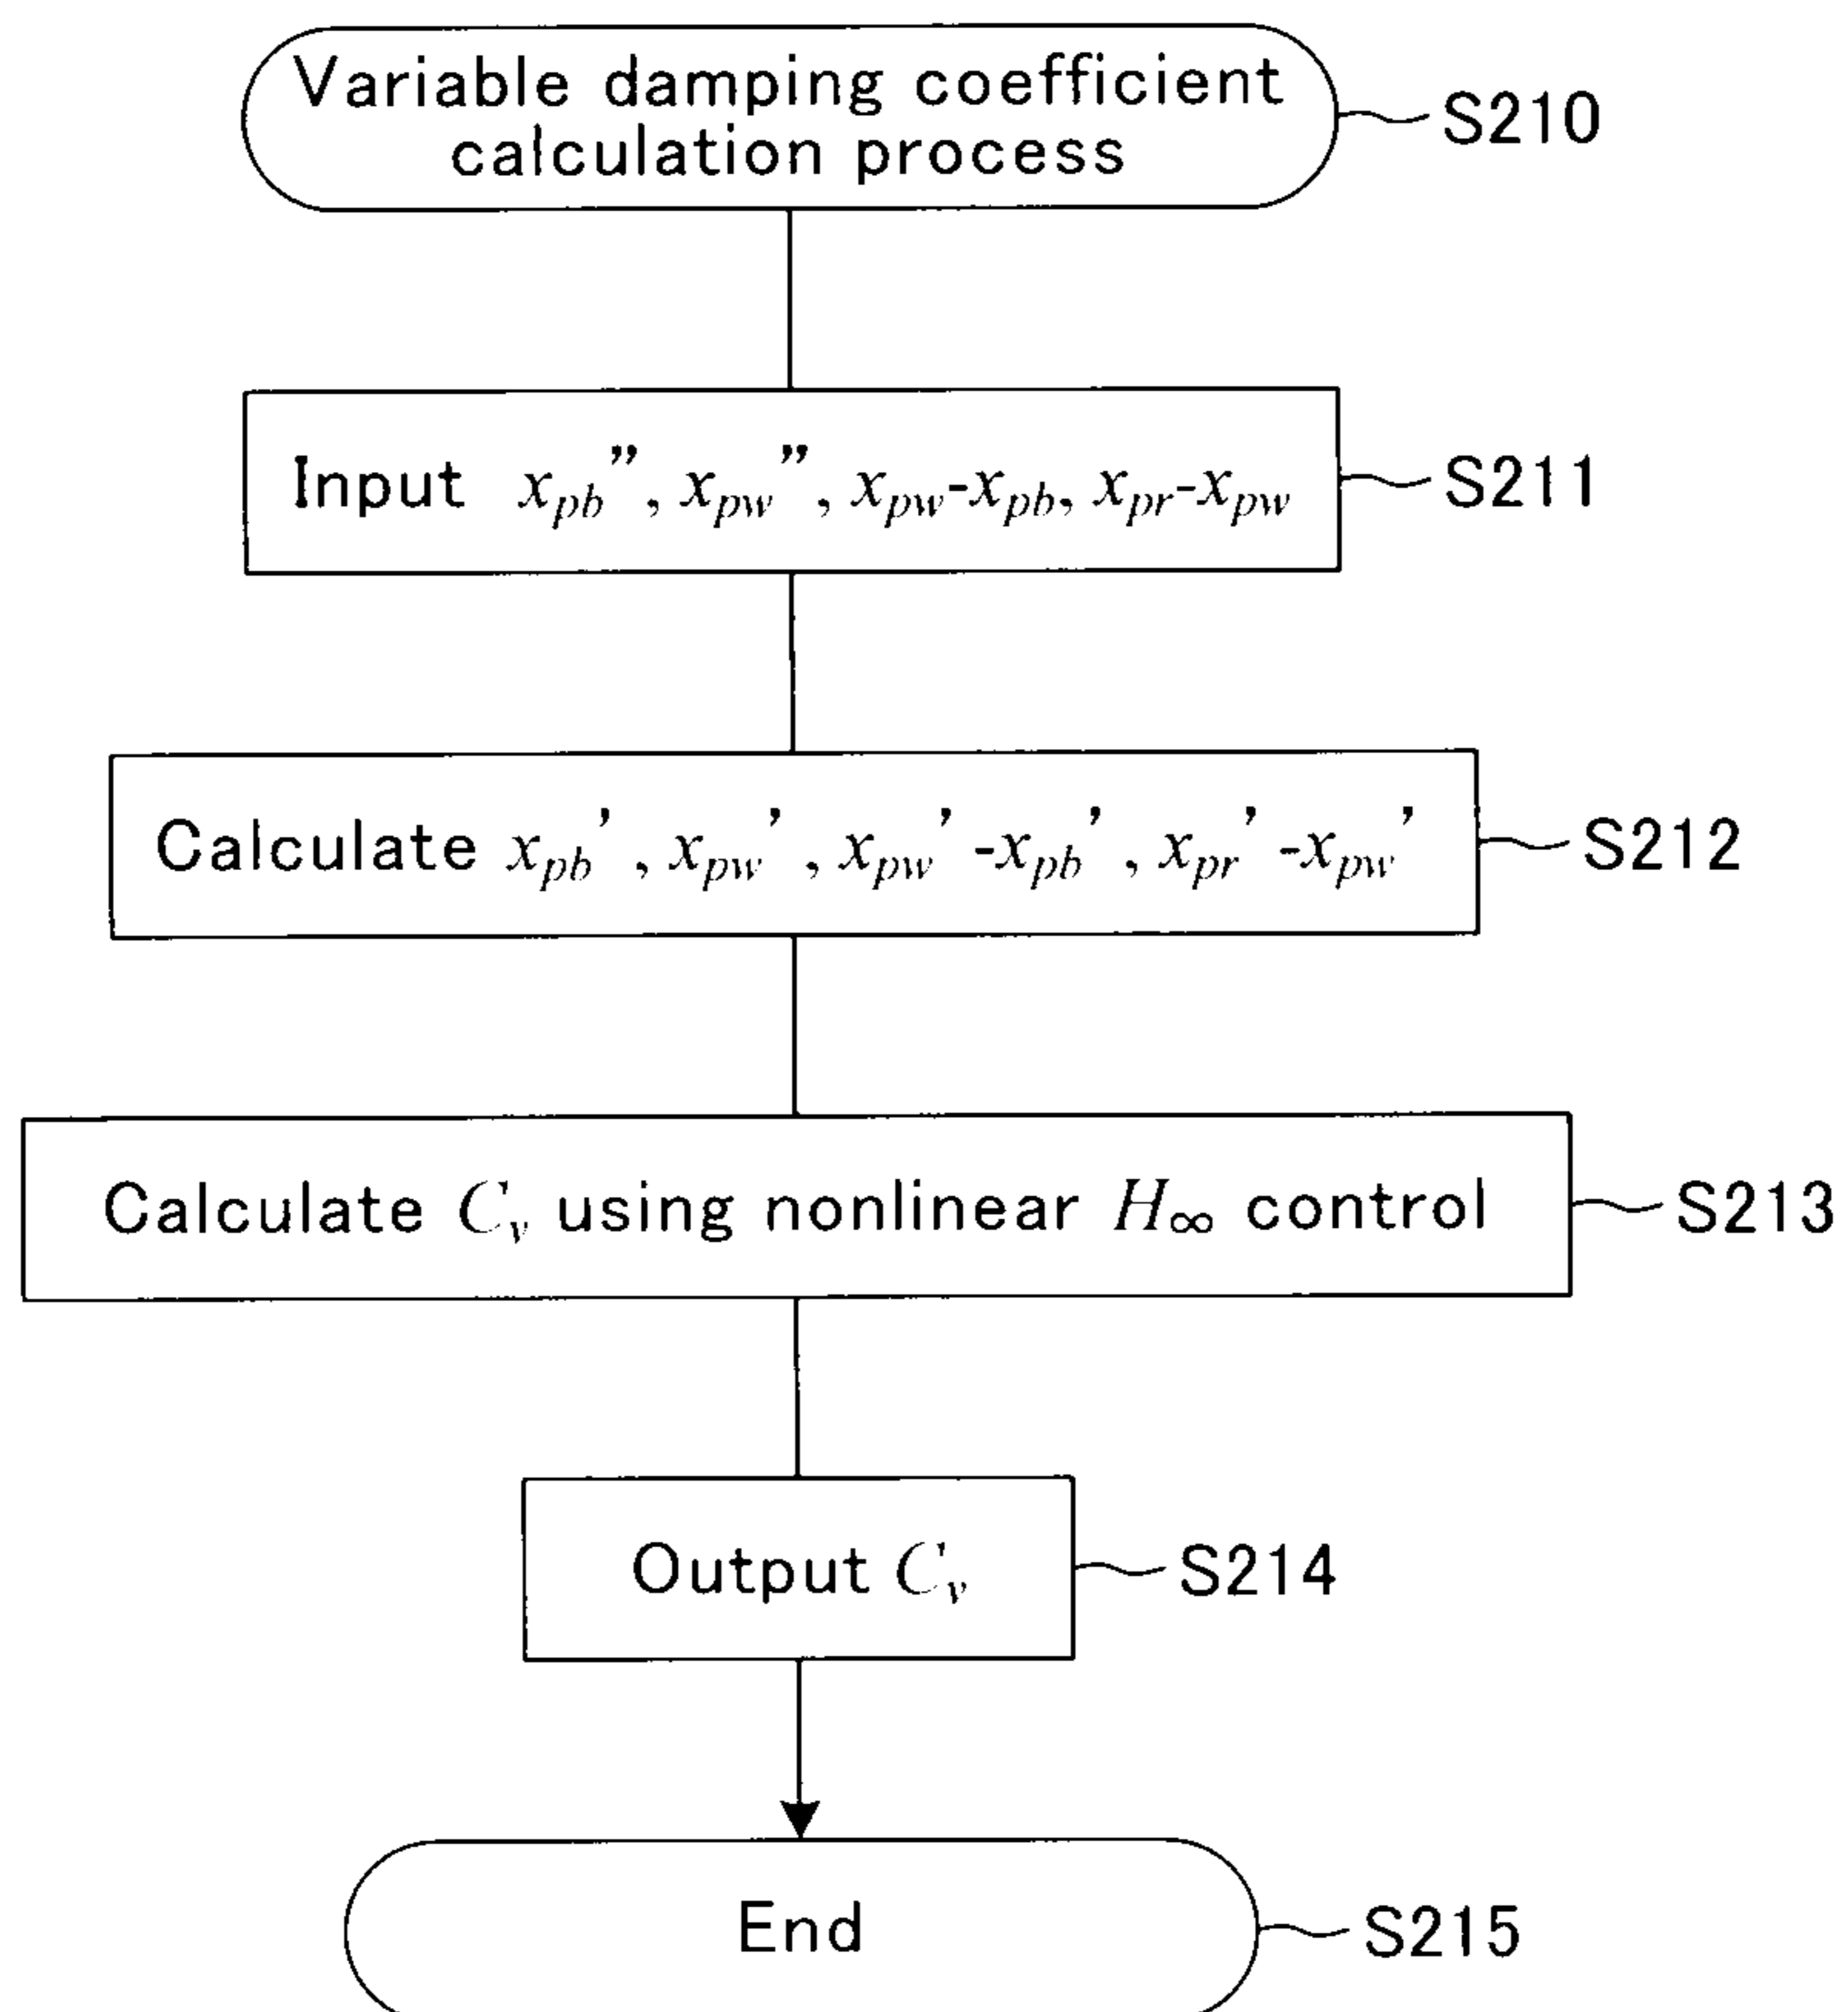 Variable damping coefficient
calculation process
S210
Input x_pb'', x_pw'', x_pw-x_pb, x_pr-x_pw
S211
Calculate x_pb', x_pw', x_pw'-x_pb', x_pr'-x_pw'
S212
Calculate C_v using nonlinear H_∞ control
S213
Output C_v
S214
End
S215